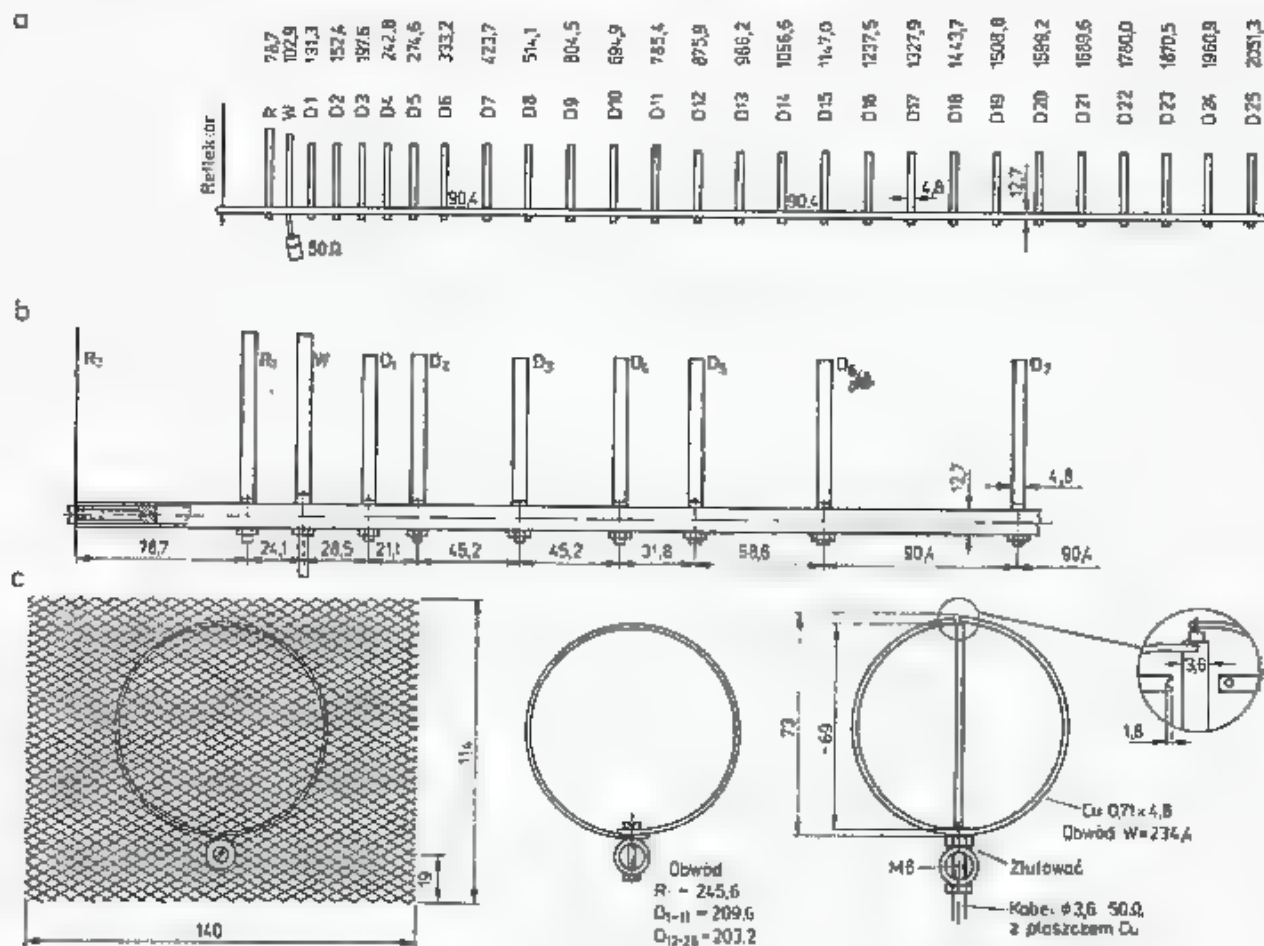 a
78,7 102,9 131,3 152,4 197,6 242,8 274,6 333,2 423,7 514,1 604,5 694,9 785,4 875,9 966,2 1056,6 1147,0 1237,5 1327,9 1443,7 1508,8 1599,2 1689,6 1780,0 1870,5 1960,9 2051,3
Reflektor R W D1 D2 D3 D4 D5 D6 D7 D8 D9 D10 D11 D12 D13 D14 D15 D16 D17 D18 D19 D20 D21 D22 D23 D24 D25
90,4 90,4 4,8 12,7
50Ω
b
R2 R1 W D1 D2 D3 D4 D5 D6 D7
12,7 4,8
78,7 24,1 28,5 21,1 45,2 45,2 31,8 58,6 90,4 90,4
c
114
19
140
Obwód
R1 = 245,6
D1-11 = 209,6
D12-25 = 203,2
73
~69
3,6
1,8
Cu 0,71×4,8
Obwód W=234,4
M6
Zlutować
Kabel φ3,6 50Ω,
z płaszczem Cu